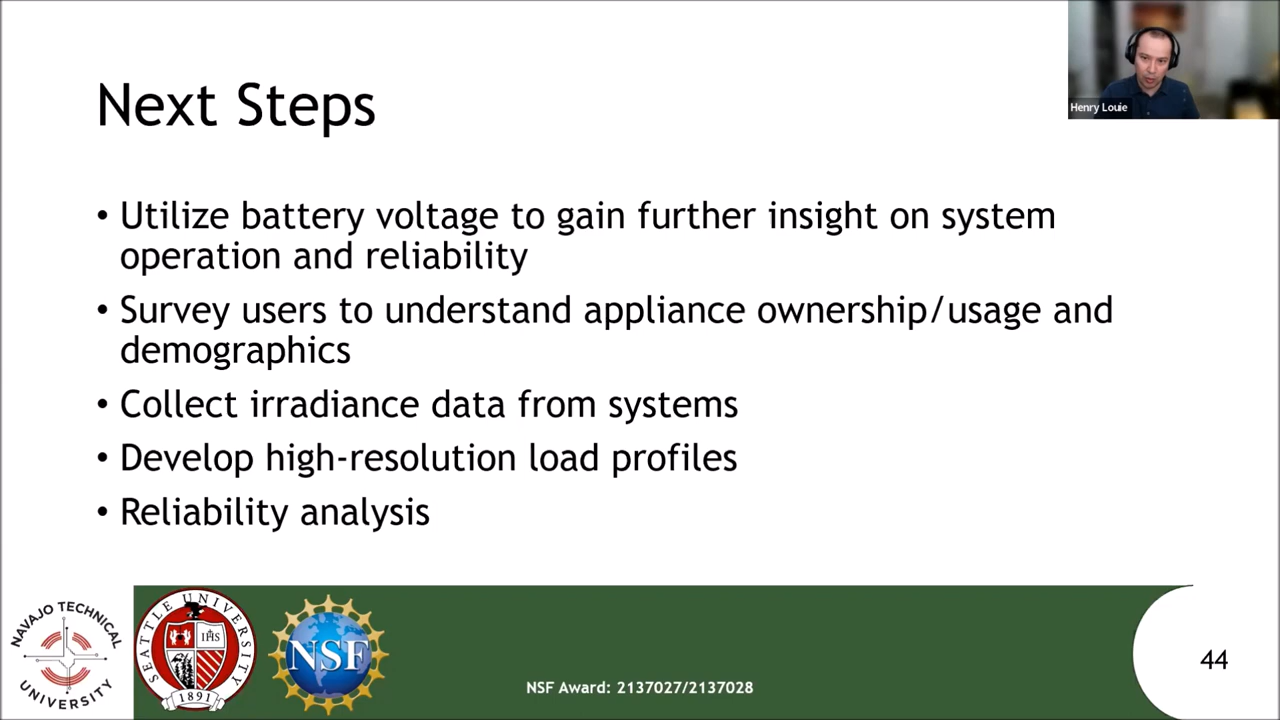 Henry Louie
Next Steps
• Utilize battery voltage to gain further insight on system
operation and reliability
• Survey users to understand appliance ownership/usage and
demographics
• Collect irradiance data from systems
• Develop high-resolution load profiles
• Reliability analysis
NAVAJO TECHNICAL
UNIVERSITY
SEATTLE UNIVERSITY
IHS
1891
NSF
NSF Award: 2137027/2137028
44